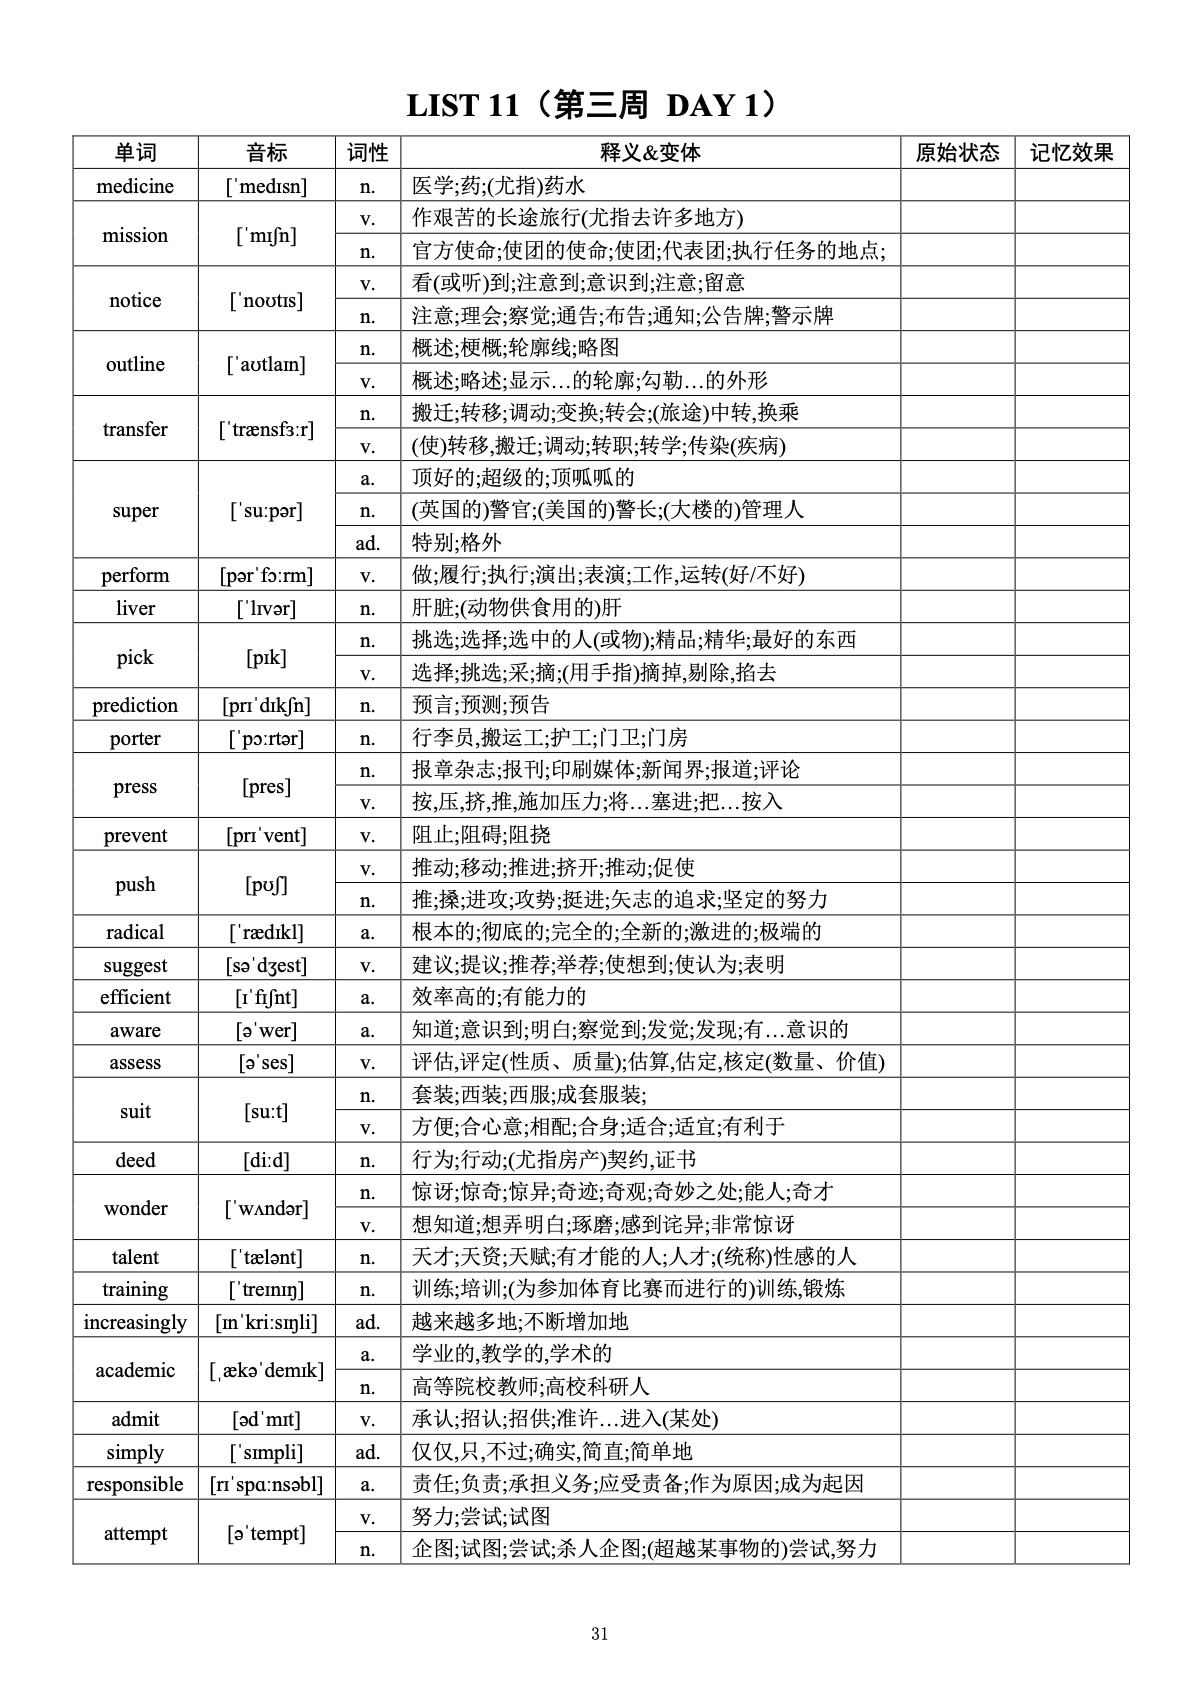 LIST 11（第三周 DAY 1）
单词 音标 词性 释义&变体 原始状态 记忆效果
medicine [ˈmedɪsn] n. 医学;药;(尤指)药水
mission [ˈmɪʃn] v. 作艰苦的长途旅行(尤指去许多地方)
n. 官方使命;使团的使命;使团;代表团;执行任务的地点;
notice [ˈnoʊtɪs] v. 看(或听)到;注意到;意识到;注意;留意
n. 注意;理会;察觉;通告;布告;通知;公告牌;警示牌
outline [ˈaʊtlaɪn] n. 概述;梗概;轮廓线;略图
v. 概述;略述;显示…的轮廓;勾勒…的外形
transfer [ˈtrænsfɜːr] n. 搬迁;转移;调动;变换;转会;(旅途)中转,换乘
v. (使)转移,搬迁;调动;转职;转学;传染(疾病)
super [ˈsuːpər] a. 顶好的;超级的;顶呱呱的
n. (英国的)警官;(美国的)警长;(大楼的)管理人
ad. 特别;格外
perform [pərˈfɔːrm] v. 做;履行;执行;演出;表演;工作,运转(好/不好)
liver [ˈlɪvər] n. 肝脏;(动物供食用的)肝
pick [pɪk] n. 挑选;选择;选中的人(或物);精品;精华;最好的东西
v. 选择;挑选;采;摘;(用手指)摘掉,剔除,掐去
prediction [prɪˈdɪkʃn] n. 预言;预测;预告
porter [ˈpɔːrtər] n. 行李员,搬运工;护工;门卫;门房
press [pres] n. 报章杂志;报刊;印刷媒体;新闻界;报道;评论
v. 按,压,挤,推,施加压力;将…塞进;把…按入
prevent [prɪˈvent] v. 阻止;阻碍;阻挠
push [pʊʃ] v. 推动;移动;推进;挤开;推动;促使
n. 推;搡;进攻;攻势;挺进;矢志的追求;坚定的努力
radical [ˈrædɪkl] a. 根本的;彻底的;完全的;全新的;激进的;极端的
suggest [səˈdʒest] v. 建议;提议;推荐;举荐;使想到;使认为;表明
efficient [ɪˈfɪʃnt] a. 效率高的;有能力的
aware [əˈwer] a. 知道;意识到;明白;察觉到;发觉;发现;有…意识的
assess [əˈses] v. 评估,评定(性质、质量);估算,估定,核定(数量、价值)
suit [suːt] n. 套装;西装;西服;成套服装;
v. 方便;合心意;相配;合身;适合;适宜;有利于
deed [diːd] n. 行为;行动;(尤指房产)契约,证书
wonder [ˈwʌndər] n. 惊讶;惊奇;惊异;奇迹;奇观;奇妙之处;能人;奇才
v. 想知道;想弄明白;琢磨;感到诧异;非常惊讶
talent [ˈtælənt] n. 天才;天资;天赋;有才能的人;人才;(统称)性感的人
training [ˈtreɪnɪŋ] n. 训练;培训;(为参加体育比赛而进行的)训练,锻炼
increasingly [ɪnˈkriːsɪŋli] ad. 越来越多地;不断增加地
academic [ˌækəˈdemɪk] a. 学业的,教学的,学术的
n. 高等院校教师;高校科研人
admit [ədˈmɪt] v. 承认;招认;招供;准许…进入(某处)
simply [ˈsɪmpli] ad. 仅仅,只,不过;确实,简直;简单地
responsible [rɪˈspɑːnsəbl] a. 责任;负责;承担义务;应受责备;作为原因;成为起因
attempt [əˈtempt] v. 努力;尝试;试图
n. 企图;试图;尝试;杀人企图;(超越某事物的)尝试,努力
31